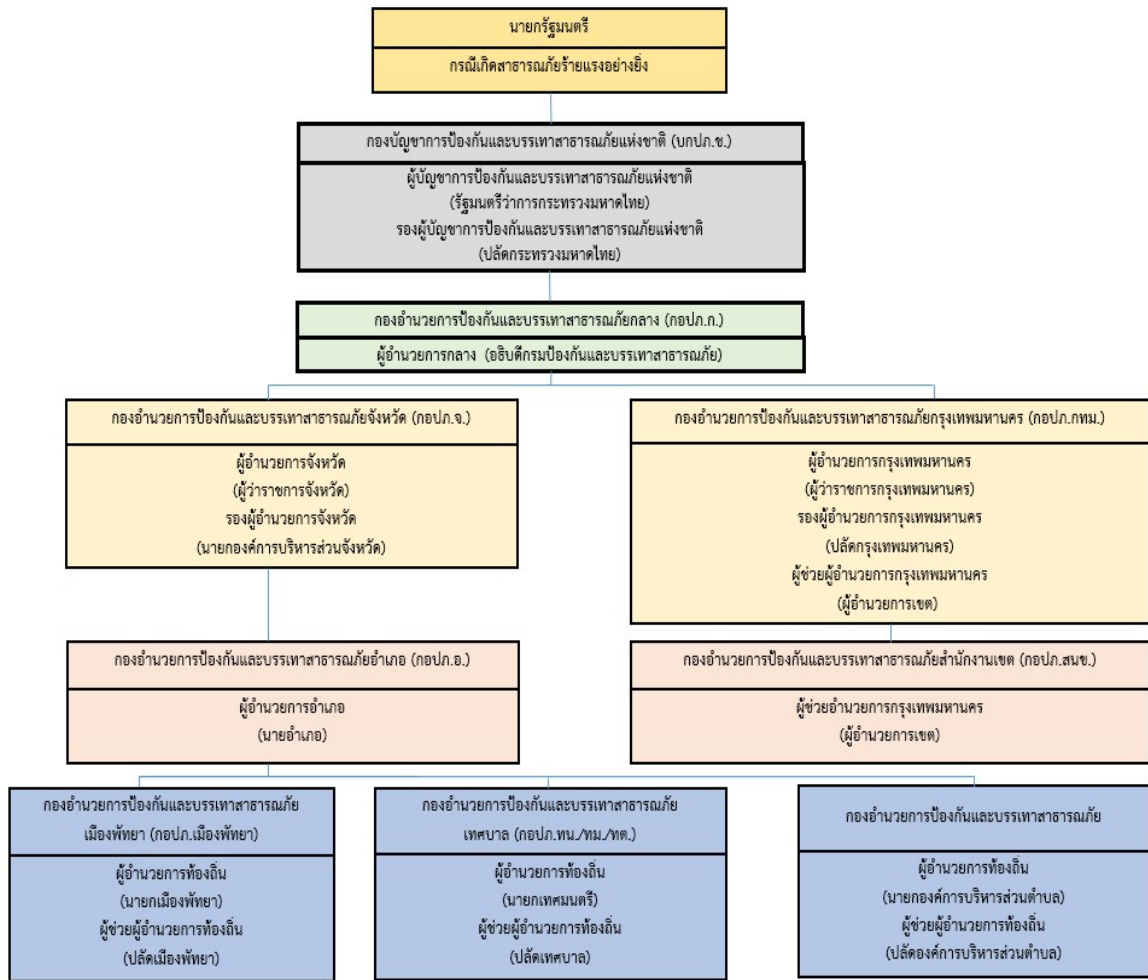 นายกรัฐมนตรี
กรณีเกิดสาธารณภัยร้ายแรงอย่างยิ่ง
กองบัญชาการป้องกันและบรรเทาสาธารณภัยแห่งชาติ (บกปภ.ช.)
ผู้บัญชาการป้องกันและบรรเทาสาธารณภัยแห่งชาติ
(รัฐมนตรีว่าการกระทรวงมหาดไทย)
รองผู้บัญชาการป้องกันและบรรเทาสาธารณภัยแห่งชาติ
(ปลัดกระทรวงมหาดไทย)
กองอำนวยการป้องกันและบรรเทาสาธารณภัยกลาง (กอปภ.ก.)
ผู้อำนวยการกลาง (อธิบดีกรมป้องกันและบรรเทาสาธารณภัย)
กองอำนวยการป้องกันและบรรเทาสาธารณภัยจังหวัด (กอปภ.จ.)
ผู้อำนวยการจังหวัด
(ผู้ว่าราชการจังหวัด)
รองผู้อำนวยการจังหวัด
(นายกองค์การบริหารส่วนจังหวัด)
กองอำนวยการป้องกันและบรรเทาสาธารณภัยกรุงเทพมหานคร (กอปภ.กทม.)
ผู้อำนวยการกรุงเทพมหานคร
(ผู้ว่าราชการกรุงเทพมหานคร)
รองผู้อำนวยการกรุงเทพมหานคร
(ปลัดกรุงเทพมหานคร)
ผู้ช่วยผู้อำนวยการกรุงเทพมหานคร
(ผู้อำนวยการเขต)
กองอำนวยการป้องกันและบรรเทาสาธารณภัยอำเภอ (กอปภ.อ.)
ผู้อำนวยการอำเภอ
(นายอำเภอ)
กองอำนวยการป้องกันและบรรเทาสาธารณภัยสำนักงานเขต (กอปภ.สนข.)
ผู้ช่วยอำนวยการกรุงเทพมหานคร
(ผู้อำนวยการเขต)
กองอำนวยการป้องกันและบรรเทาสาธารณภัย
เมืองพัทยา (กอปภ.เมืองพัทยา)
ผู้อำนวยการท้องถิ่น
(นายกเมืองพัทยา)
ผู้ช่วยผู้อำนวยการท้องถิ่น
(ปลัดเมืองพัทยา)
กองอำนวยการป้องกันและบรรเทาสาธารณภัย
เทศบาล (กอปภ.ทน./ทม./ทต.)
ผู้อำนวยการท้องถิ่น
(นายกเทศมนตรี)
ผู้ช่วยผู้อำนวยการท้องถิ่น
(ปลัดเทศบาล)
กองอำนวยการป้องกันและบรรเทาสาธารณภัย
ผู้อำนวยการท้องถิ่น
(นายกองค์การบริหารส่วนตำบล)
ผู้ช่วยผู้อำนวยการท้องถิ่น
(ปลัดองค์การบริหารส่วนตำบล)